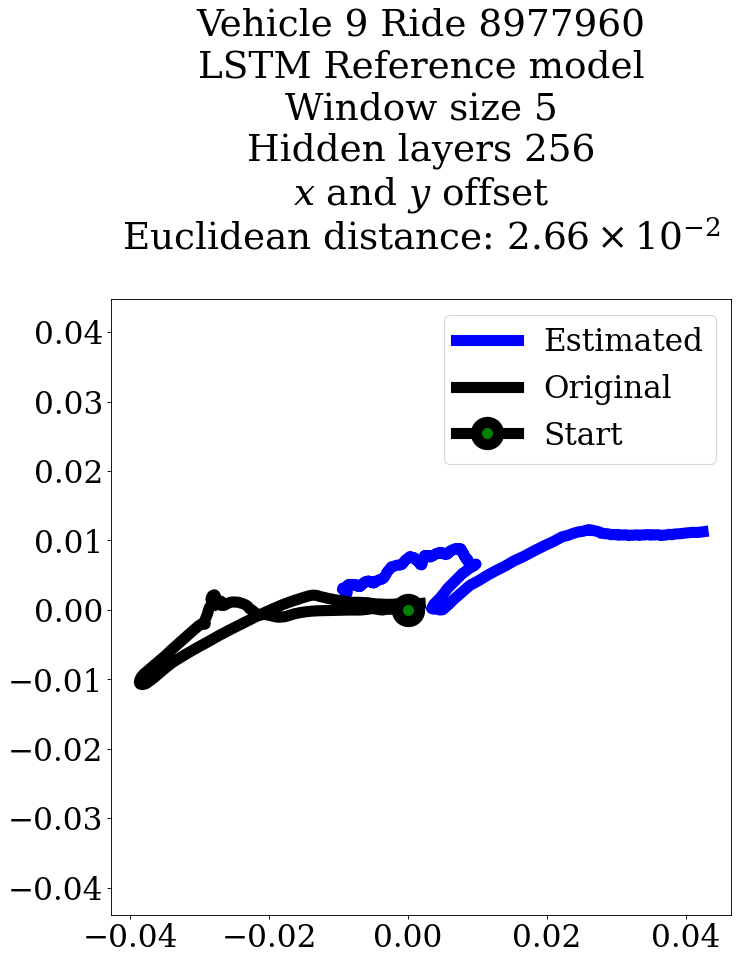 Vehicle 9 Ride 8977960
LSTM Reference model
Window size 5
Hidden layers 256
x and y offset
Euclidean distance: 2.66 × 10⁻²
Estimated
Original
Start
0.04
0.03
0.02
0.01
0.00
−0.01
−0.02
−0.03
−0.04
−0.04 −0.02 0.00 0.02 0.04